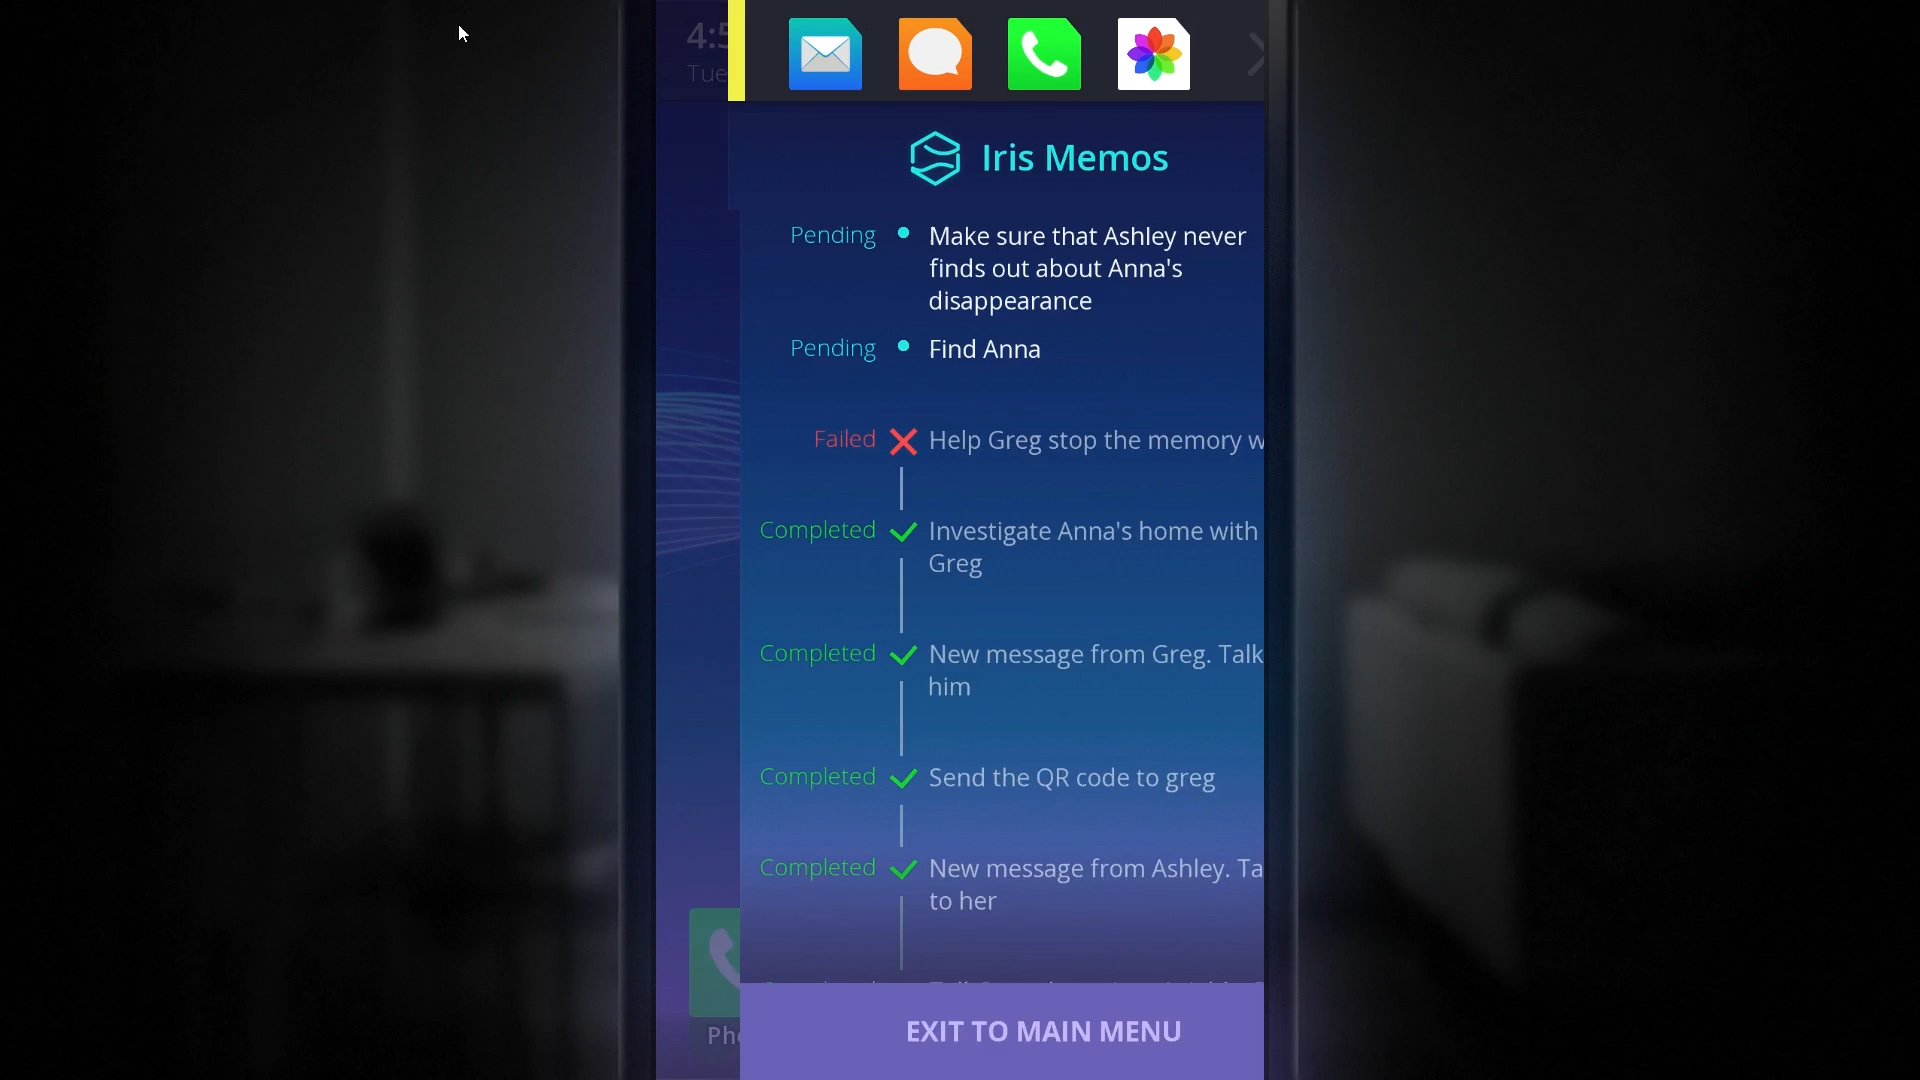 4:5
Tue
Iris Memos
Pending
Make sure that Ashley never
finds out about Anna's
disappearance
Pending
Find Anna
Failed
Help Greg stop the memory w
Completed
Investigate Anna's home with
Greg
Completed
New message from Greg. Talk
him
Completed
Send the QR code to greg
Completed
New message from Ashley. Ta
to her
Pho
EXIT TO MAIN MENU